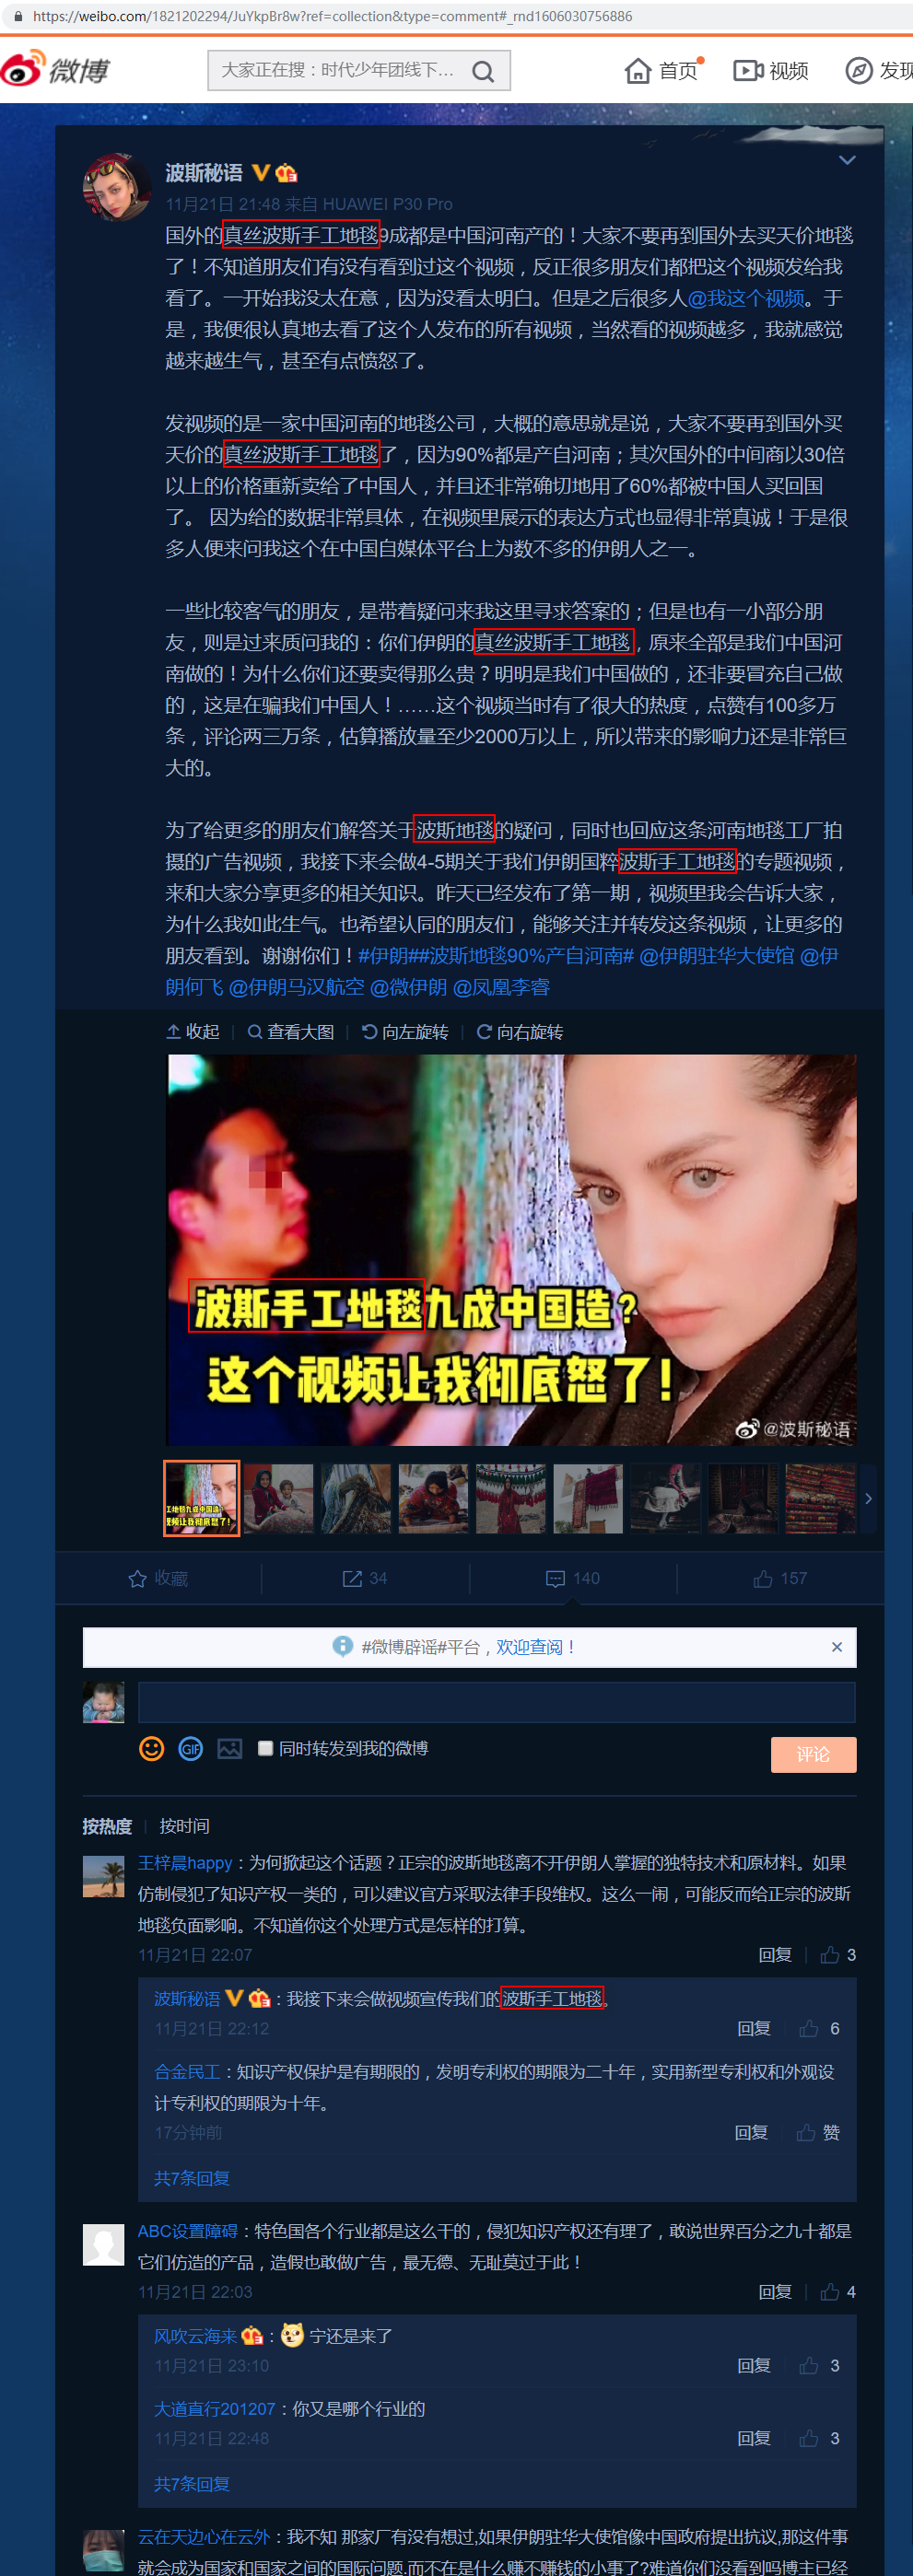 https://weibo.com/1821202294/JuYkpBr8w?ref=collection&type=comment#_rnd1606030756886
微博
大家正在搜：时代少年团线下...
首页
视频
发现
波斯秘语
11月21日 21:48 来自 HUAWEI P30 Pro
国外的真丝波斯手工地毯9成都是中国河南产的！大家不要再到国外去买天价地毯
了！不知道朋友们有没有看到过这个视频，反正很多朋友们都把这个视频发给我
看了。一开始我没太在意，因为没看太明白。但是之后很多人@我这个视频。于
是，我便很认真地去看了这个人发布的所有视频，当然看的视频越多，我就感觉
越来越生气，甚至有点愤怒了。
发视频的是一家中国河南的地毯公司，大概的意思就是说，大家不要再到国外买
天价的真丝波斯手工地毯了，因为90%都是产自河南；其次国外的中间商以30倍
以上的价格重新卖给了中国人，并且还非常确切地用了60%都被中国人买回国
了。 因为给的数据非常具体，在视频里展示的表达方式也显得非常真诚！于是很
多人便来问我这个在中国自媒体平台上为数不多的伊朗人之一。
一些比较客气的朋友，是带着疑问来我这里寻求答案的；但是也有一小部分朋
友，则是过来质问我的：你们伊朗的真丝波斯手工地毯，原来全部是我们中国河
南做的！为什么你们还要卖得那么贵？明明是我们中国做的，还非要冒充自己做
的，这是在骗我们中国人！……这个视频当时有了很大的热度，点赞有100多万
条，评论两三万条，估算播放量至少2000万以上，所以带来的影响力还是非常巨
大的。
为了给更多的朋友们解答关于波斯地毯的疑问，同时也回应这条河南地毯工厂拍
摄的广告视频，我接下来会做4-5期关于我们伊朗国粹波斯手工地毯的专题视频，
来和大家分享更多的相关知识。昨天已经发布了第一期，视频里我会告诉大家，
为什么我如此生气。也希望认同的朋友们，能够关注并转发这条视频，让更多的
朋友看到。谢谢你们！#伊朗##波斯地毯90%产自河南# @伊朗驻华大使馆 @伊
朗何飞 @伊朗马汉航空 @微伊朗 @凤凰李睿
收起
查看大图
向左旋转
向右旋转
波斯手工地毯九成中国造？
这个视频让我彻底怒了！
@波斯秘语
工地毯九成中国造？
视频让我彻底怒了！
收藏
34
140
157
#微博辟谣#平台，欢迎查阅！
×
GIF
同时转发到我的微博
评论
按热度
按时间
王梓晨happy：为何掀起这个话题？正宗的波斯地毯离不开伊朗人掌握的独特技术和原材料。如果
仿制侵犯了知识产权一类的，可以建议官方采取法律手段维权。这么一闹，可能反而给正宗的波斯
地毯负面影响。不知道你这个处理方式是怎样的打算。
11月21日 22:07
回复
3
波斯秘语：我接下来会做视频宣传我们的波斯手工地毯。
11月21日 22:12
回复
6
合金民工：知识产权保护是有期限的，发明专利权的期限为二十年，实用新型专利权和外观设
计专利权的期限为十年。
17分钟前
回复
赞
共7条回复
ABC设置障碍：特色国各个行业都是这么干的，侵犯知识产权还有理了，敢说世界百分之九十都是
它们仿造的产品，造假也敢做广告，最无德、无耻莫过于此！
11月21日 22:03
回复
4
风吹云海来：宁还是来了
11月21日 23:10
回复
3
大道直行201207：你又是哪个行业的
11月21日 22:48
回复
3
共7条回复
云在天边心在云外：我不知 那家厂有没有想过,如果伊朗驻华大使馆像中国政府提出抗议,那这件事
就会成为国家和国家之间的国际问题.而不在是什么赚不赚钱的小事了?难道你们没看到吗博主已经